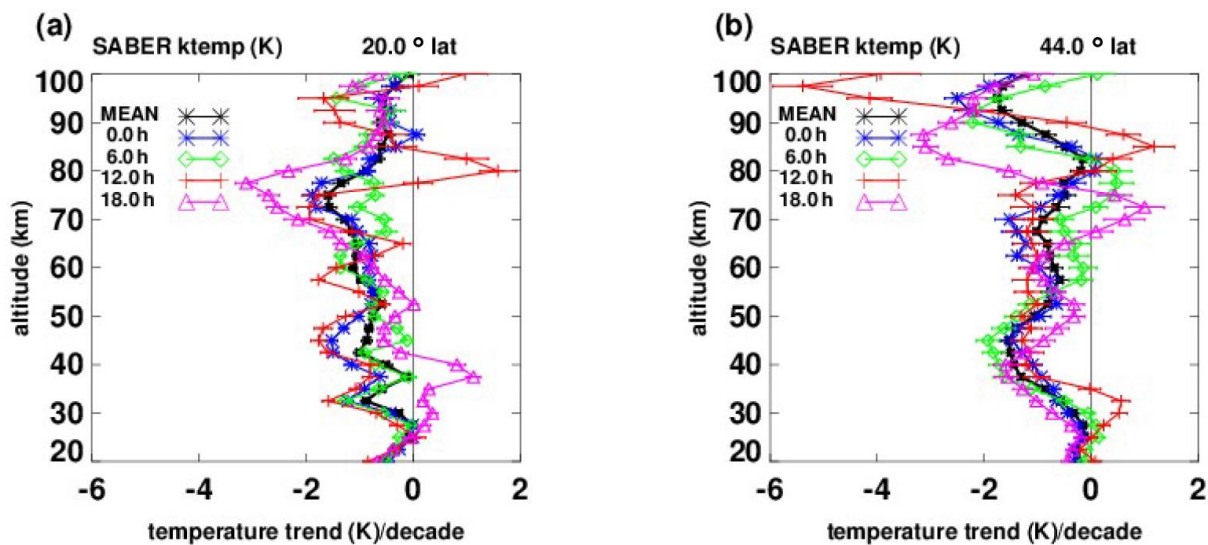 (a)
SABER ktemp (K) 20.0 ° lat
100
90
80
70
60
50
40
30
20
altitude (km)
MEAN
0.0 h
6.0 h
12.0 h
18.0 h
-6 -4 -2 0 2
temperature trend (K)/decade
(b)
SABER ktemp (K) 44.0 ° lat
100
90
80
70
60
50
40
30
20
altitude (km)
MEAN
0.0 h
6.0 h
12.0 h
18.0 h
-6 -4 -2 0 2
temperature trend (K)/decade